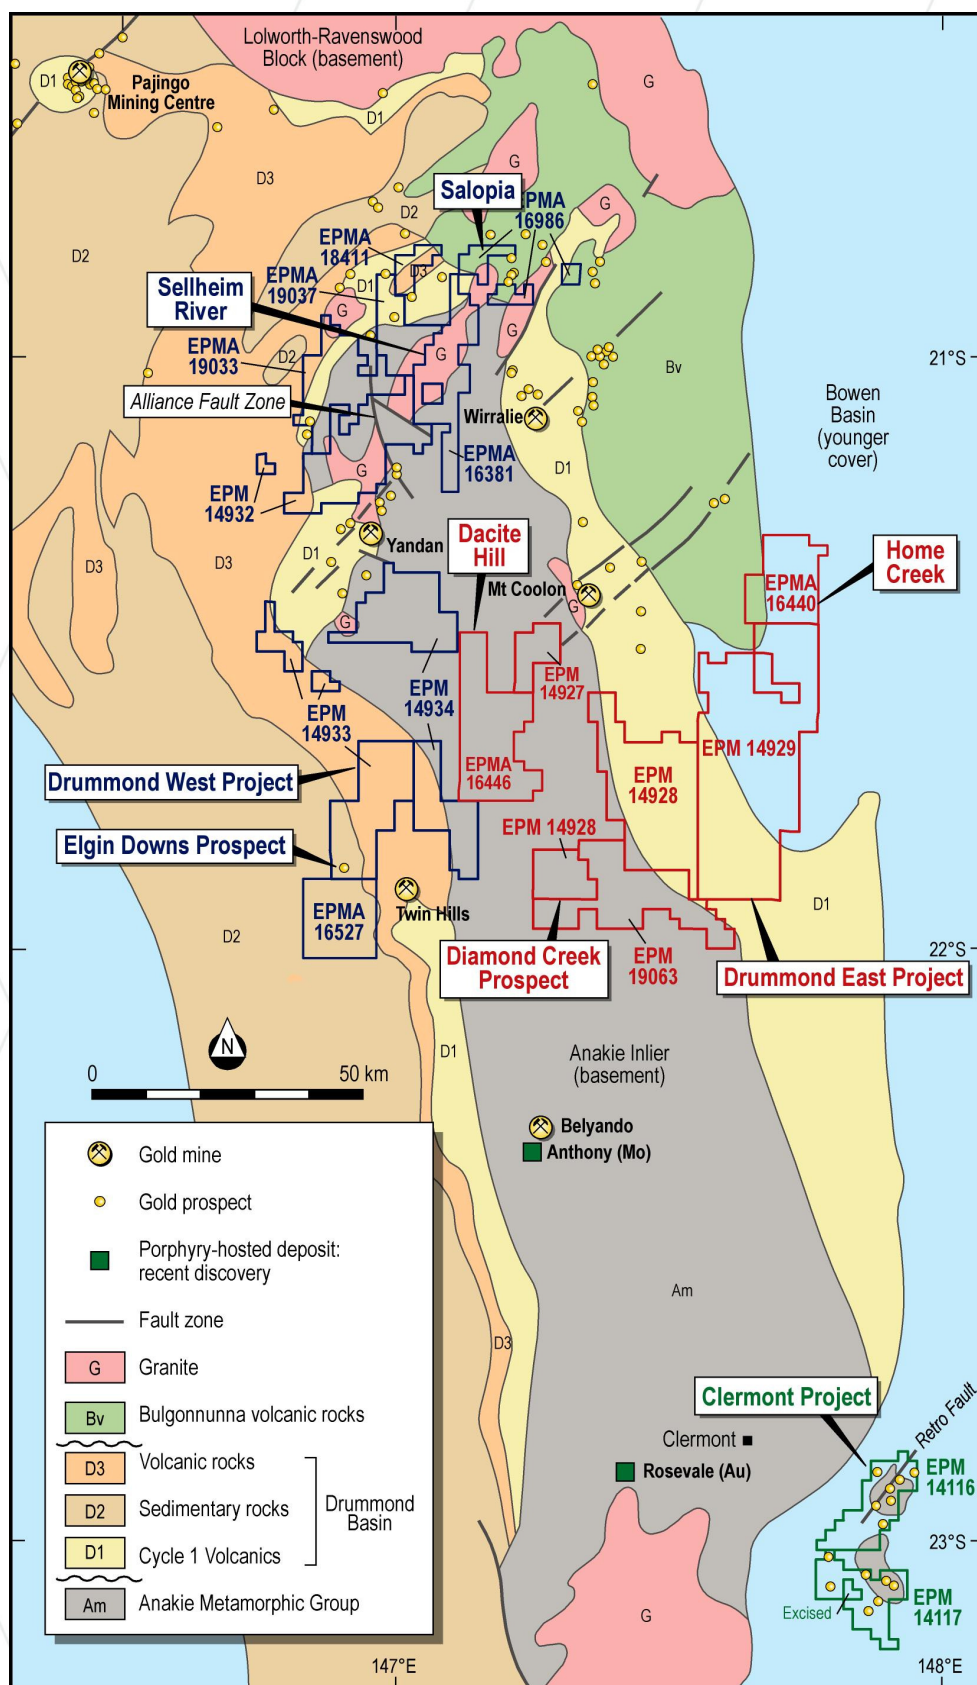 Lolworth-Ravenswood
Block (basement)
G
D1
Pajingo
Mining Centre
D1
D3
G
Salopia
EPMA
16986
G
D2
EPMA
18411
D3
D2
EPMA
19037
D1
Sellheim
River
G
G
G
EPMA
19033
D2
Bv
21°S
Alliance Fault Zone
Wirralie
Bowen
Basin
(younger
cover)
G
EPMA
16381
D1
EPM
14932
Dacite
Hill
Yandan
D1
D3
D3
Home
Creek
Mt Coolon
G
EPMA
16440
G
EPM
14927
EPM
14934
EPM
14933
EPM 14929
EPMA
16446
EPM
14928
Drummond West Project
EPM 14928
Elgin Downs Prospect
EPMA
16527
Twin Hills
D1
D2
Diamond Creek
Prospect
EPM
19063
22°S
Drummond East Project
N
D1
Anakie Inlier
(basement)
0
50 km
Belyando
Anthony (Mo)
Gold mine
Gold prospect
Porphyry-hosted deposit:
recent discovery
Fault zone
G
Granite
Bv
Bulgonnunna volcanic rocks
D3
Volcanic rocks
D2
Sedimentary rocks
Drummond
Basin
D1
Cycle 1 Volcanics
Am
Anakie Metamorphic Group
Am
D3
Clermont Project
Retro Fault
Clermont
Rosevale (Au)
EPM
14116
23°S
G
Excised
EPM
14117
147°E
148°E